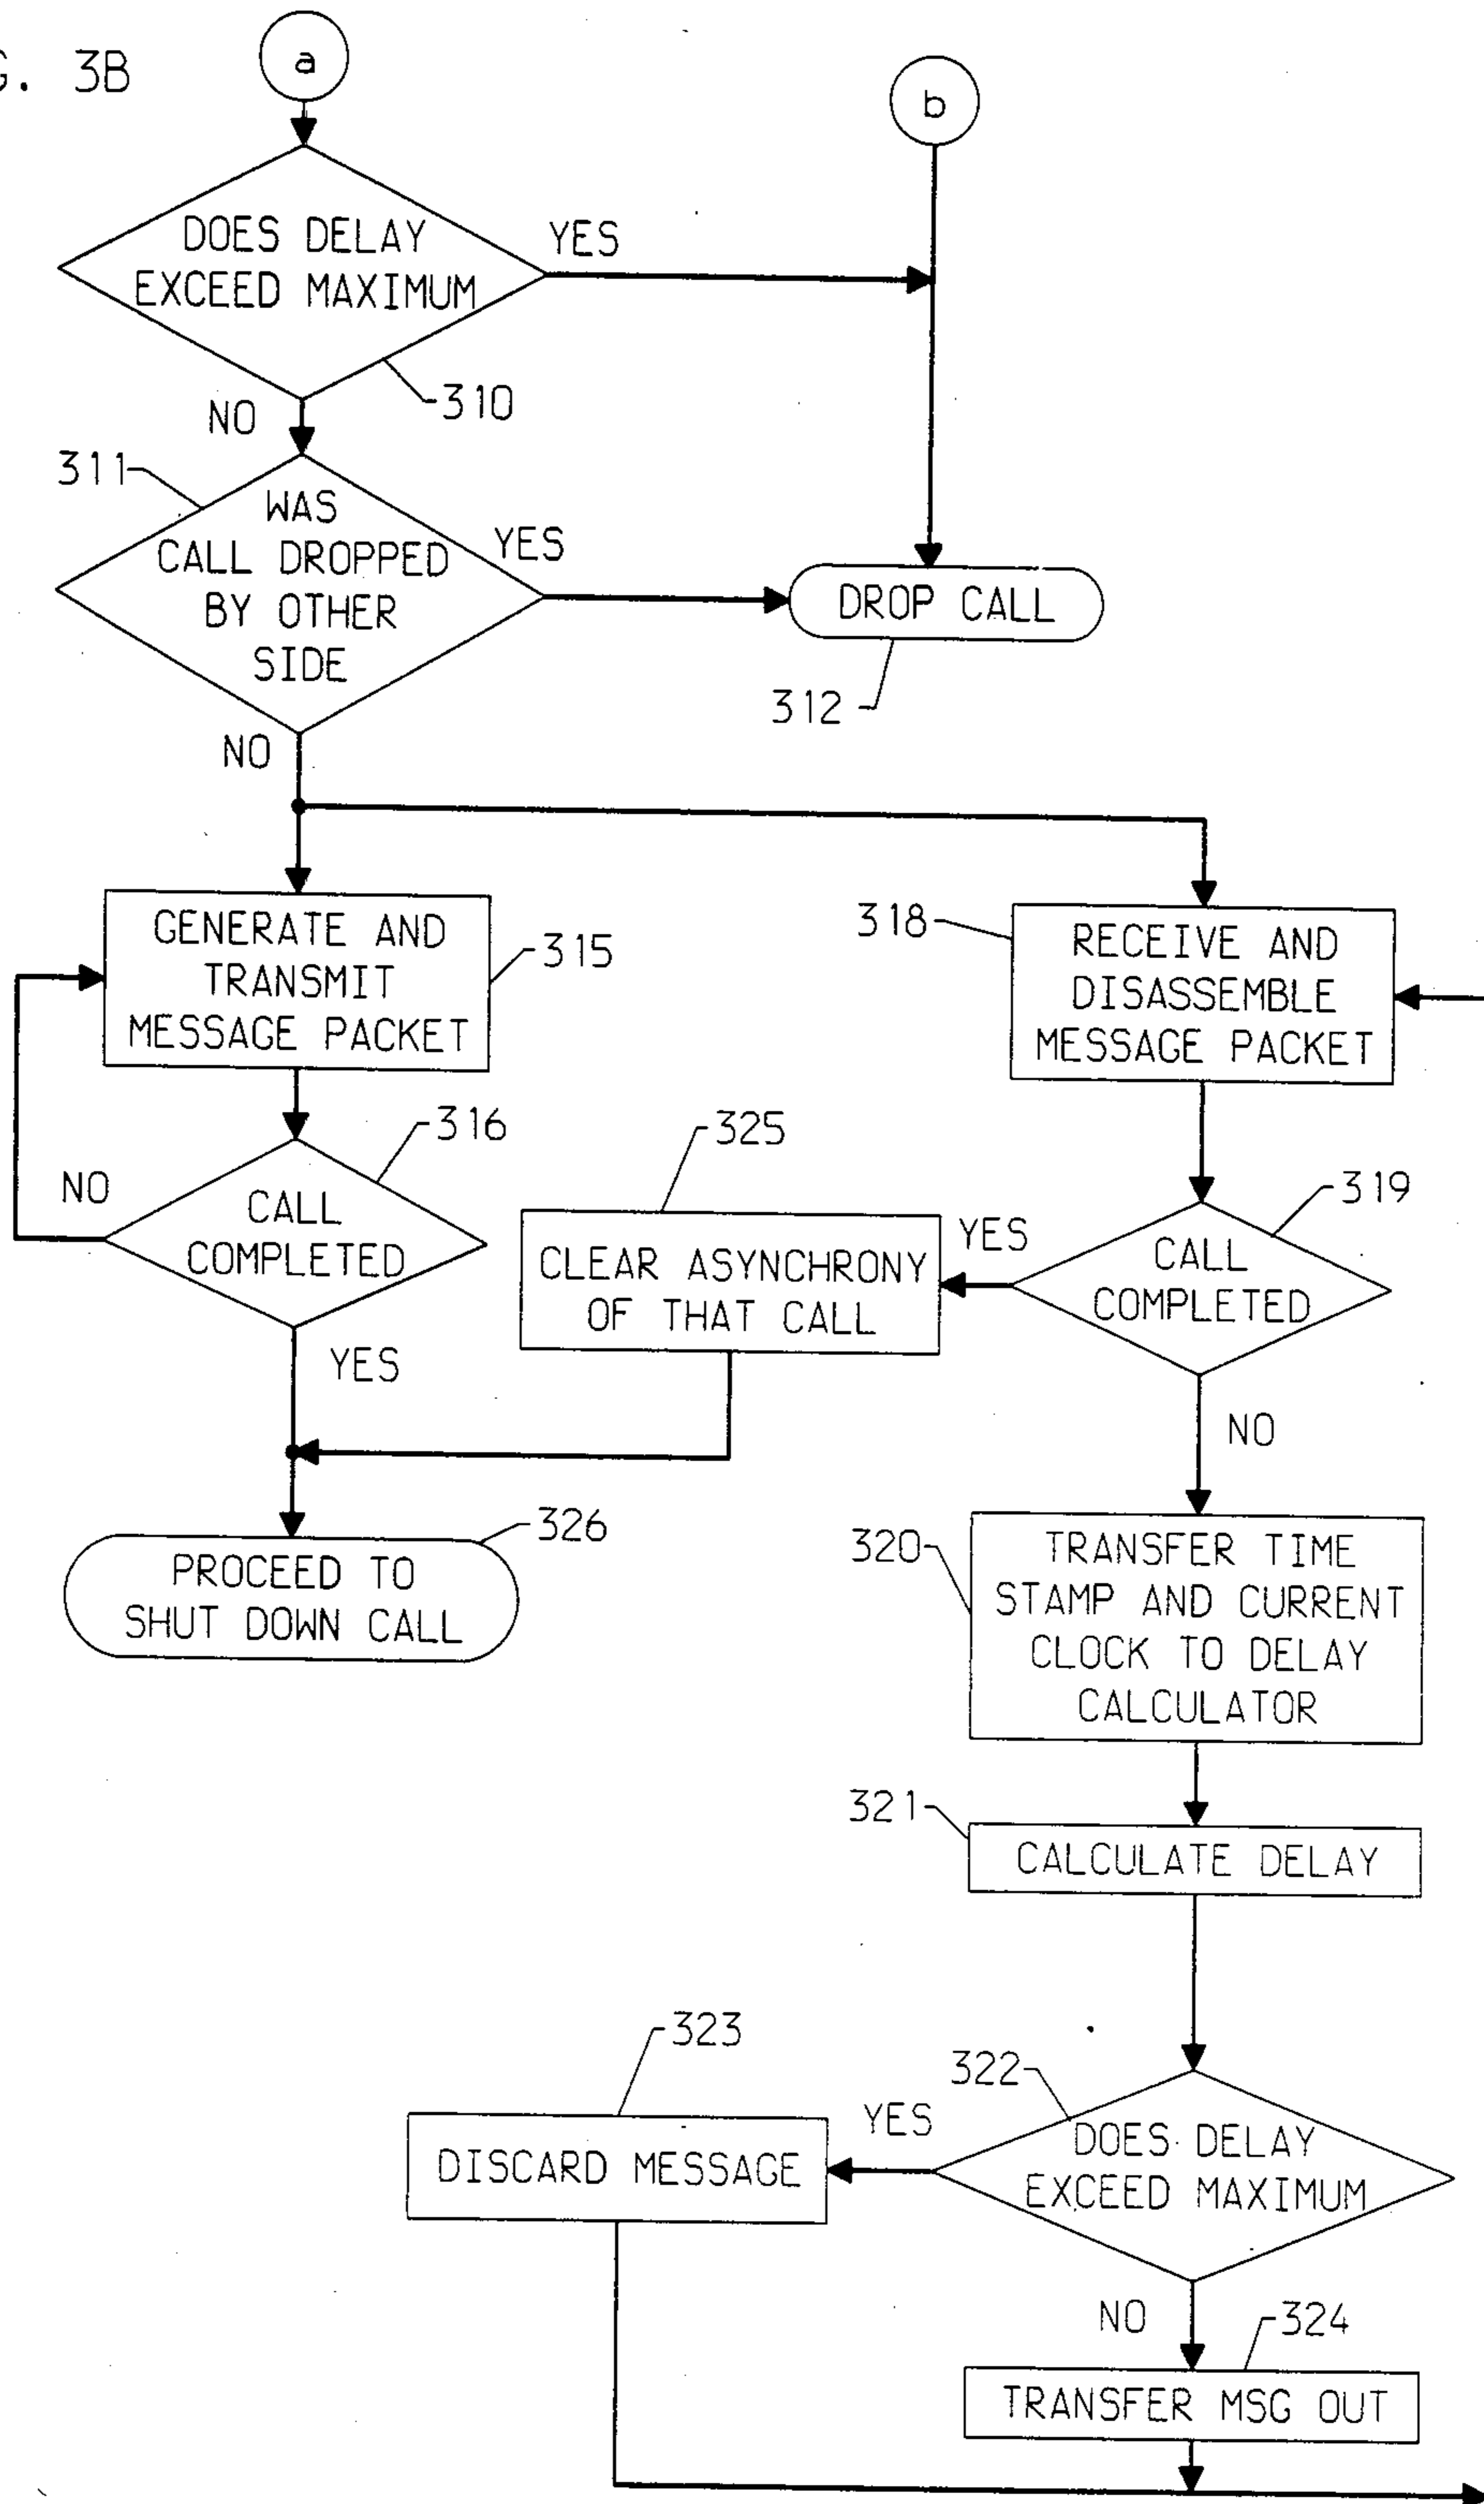 G. 3B
a
b
DOES DELAY
EXCEED MAXIMUM
YES
310
NO
311
WAS
CALL DROPPED
BY OTHER
SIDE
YES
DROP CALL
312
NO
GENERATE AND
TRANSMIT
MESSAGE PACKET
315
318
RECEIVE AND
DISASSEMBLE
MESSAGE PACKET
316
NO
CALL
COMPLETED
YES
325
CLEAR ASYNCHRONY
OF THAT CALL
YES
319
CALL
COMPLETED
NO
326
PROCEED TO
SHUT DOWN CALL
320
TRANSFER TIME
STAMP AND CURRENT
CLOCK TO DELAY
CALCULATOR
321
CALCULATE DELAY
323
DISCARD MESSAGE
YES
322
DOES DELAY
EXCEED MAXIMUM
NO
324
TRANSFER MSG OUT